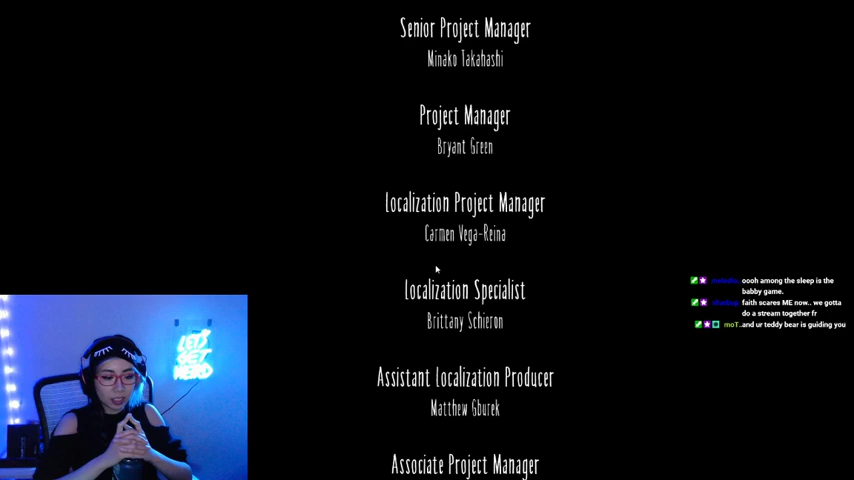 Senior Project Manager
Minako Takahashi
Project Manager
Bryant Green
Localization Project Manager
Carmen Vega-Reina
Localization Specialist
Brittany Schieron
Assistant Localization Producer
Matthew Gburek
Associate Project Manager
LET'S
GET
WEIRD
oooh among the sleep is the
babby game.
faith scares ME now.. we gotta
do a stream together fr
moT..and ur teddy bear is guiding you